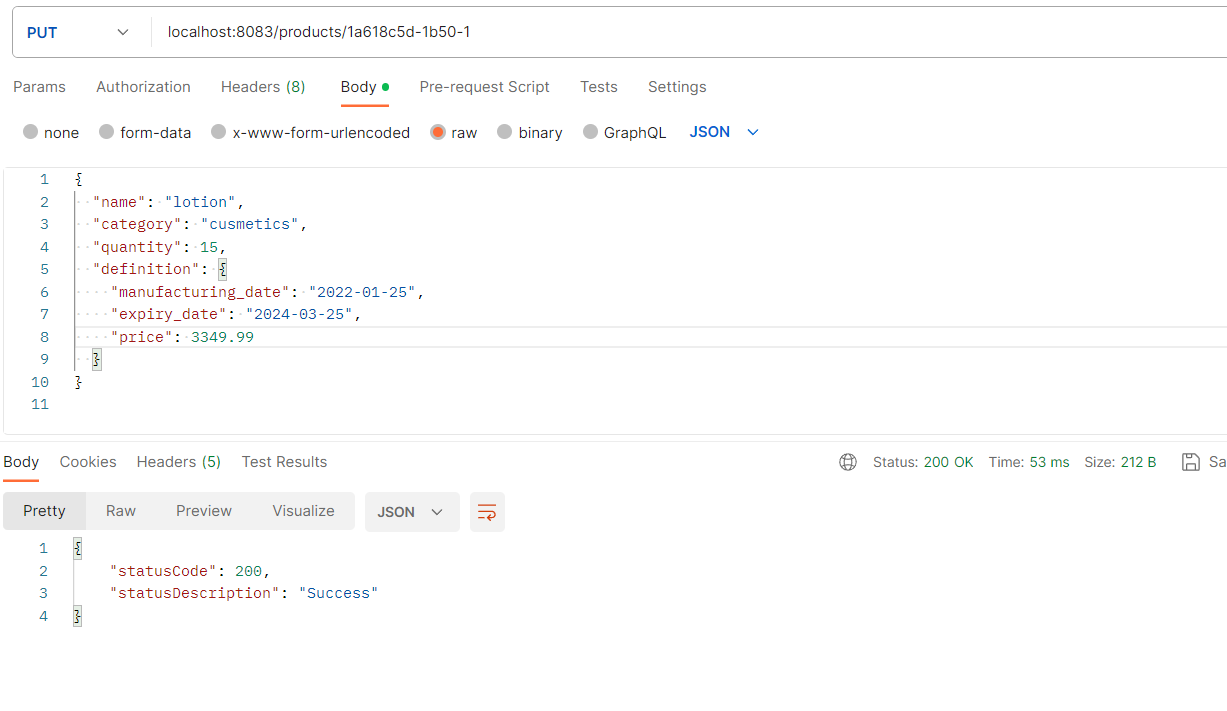 PUT localhost:8083/products/1a618c5d-1b50-1
Params Authorization Headers (8) Body Pre-request Script Tests Settings
none form-data x-www-form-urlencoded raw binary GraphQL JSON
1 {
2 "name": "lotion",
3 "category": "cusmetics",
4 "quantity": 15,
5 "definition": {
6 "manufacturing_date": "2022-01-25",
7 "expiry_date": "2024-03-25",
8 "price": 3349.99
9 }
10 }
11
Body Cookies Headers (5) Test Results Status: 200 OK Time: 53 ms Size: 212 B Sa
Pretty Raw Preview Visualize JSON
1 {
2 "statusCode": 200,
3 "statusDescription": "Success"
4 }